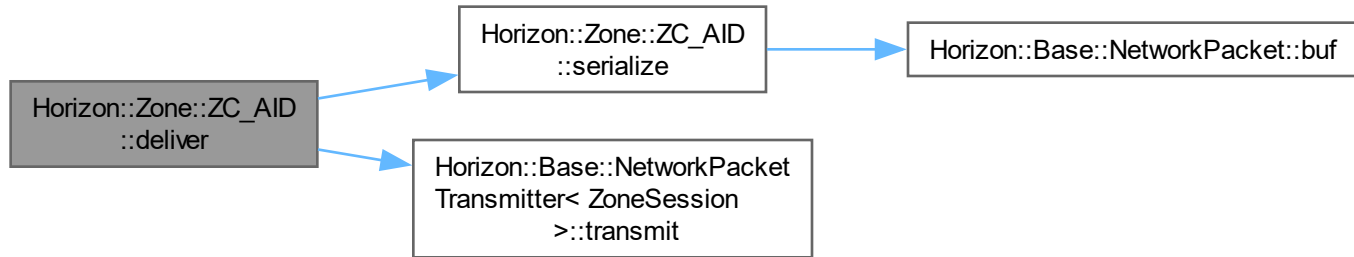 Horizon::Zone::ZC_AID
::deliver
Horizon::Zone::ZC_AID
::serialize
Horizon::Base::NetworkPacket::buf
Horizon::Base::NetworkPacket
Transmitter< ZoneSession
>::transmit